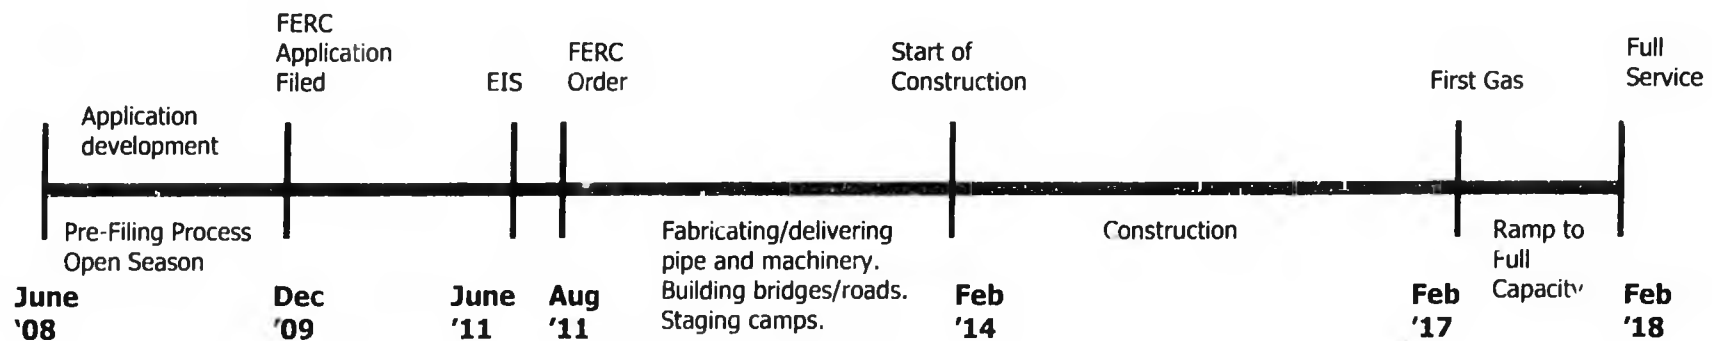 FERC
Application
Filed
EIS
FERC
Order
Start of
Construction
First Gas
Full
Service
Application
development
Pre-Filing Process
Open Season
Fabricating/delivering
pipe and machinery.
Building bridges/roads.
Staging camps.
Construction
Ramp to
Full
Capacity
June
'08
Dec
'09
June
'11
Aug
'11
Feb
'14
Feb
'17
Feb
'18